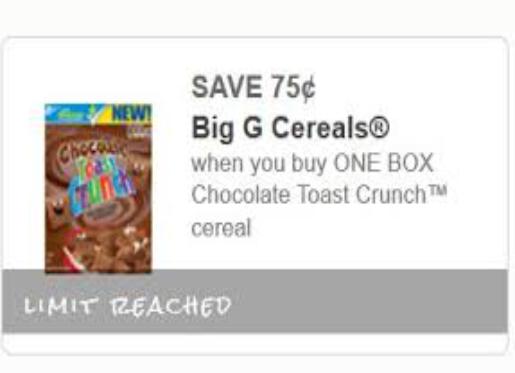 SAVE 75¢
Big G Cereals®
when you buy ONE BOX
Chocolate Toast Crunch™
cereal
NEW!
Chocolate
Toast
Crunch
LIMIT REACHED